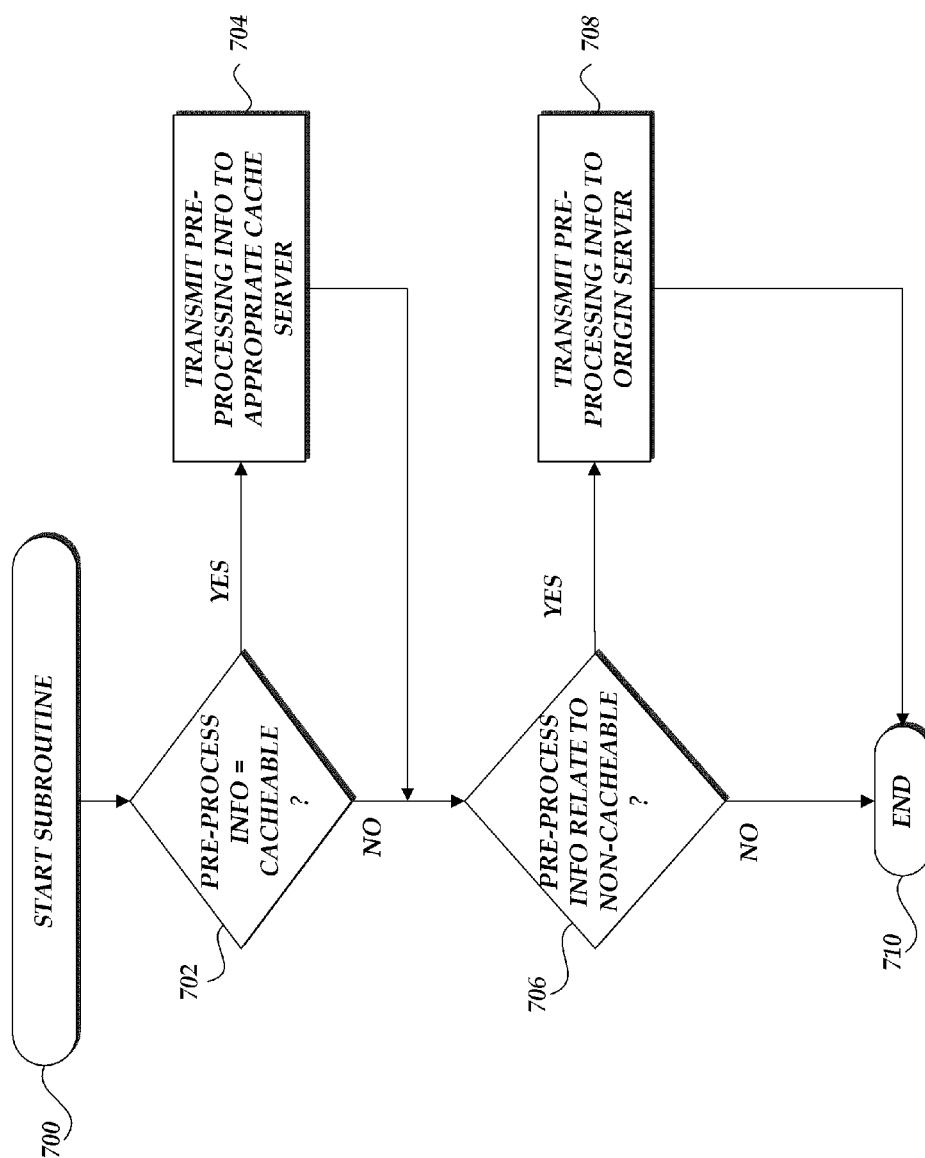 700
START SUBROUTINE
702
PRE-PROCESS
INFO =
CACHEABLE
?
YES
NO
704
TRANSMIT PRE-
PROCESSING INFO TO
APPROPRIATE CACHE
SERVER
706
PRE-PROCESS
INFO RELATE TO
NON-CACHEABLE
?
YES
NO
708
TRANSMIT PRE-
PROCESSING INFO TO
ORIGIN SERVER
710
END